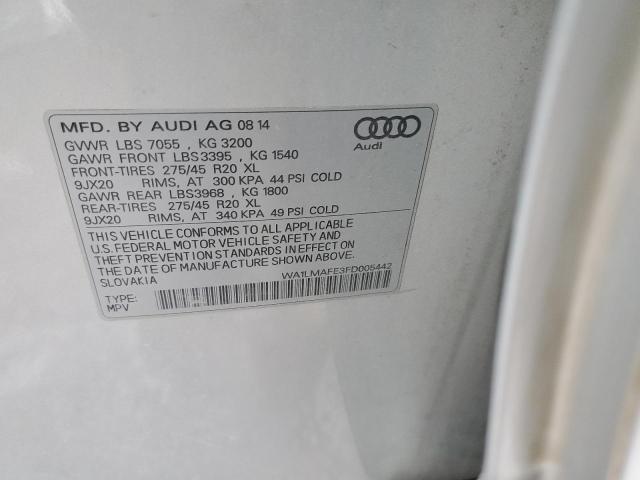 MFD. BY AUDI AG 08 14
Audi
GVWR LBS 7055 , KG 3200
GAWR FRONT LBS3395 , KG 1540
FRONT-TIRES 275/45 R20 XL
9JX20 RIMS, AT 300 KPA 44 PSI COLD
GAWR REAR LBS3968 , KG 1800
REAR-TIRES 275/45 R20 XL
9JX20 RIMS, AT 340 KPA 49 PSI COLD
THIS VEHICLE CONFORMS TO ALL APPLICABLE
U.S. FEDERAL MOTOR VEHICLE SAFETY AND
THEFT PREVENTION STANDARDS IN EFFECT ON THE
DATE OF MANUFACTURE SHOWN ABOVE.
SLOVAKIA
WA1LMAFE3FD005442
TYPE:
MPV